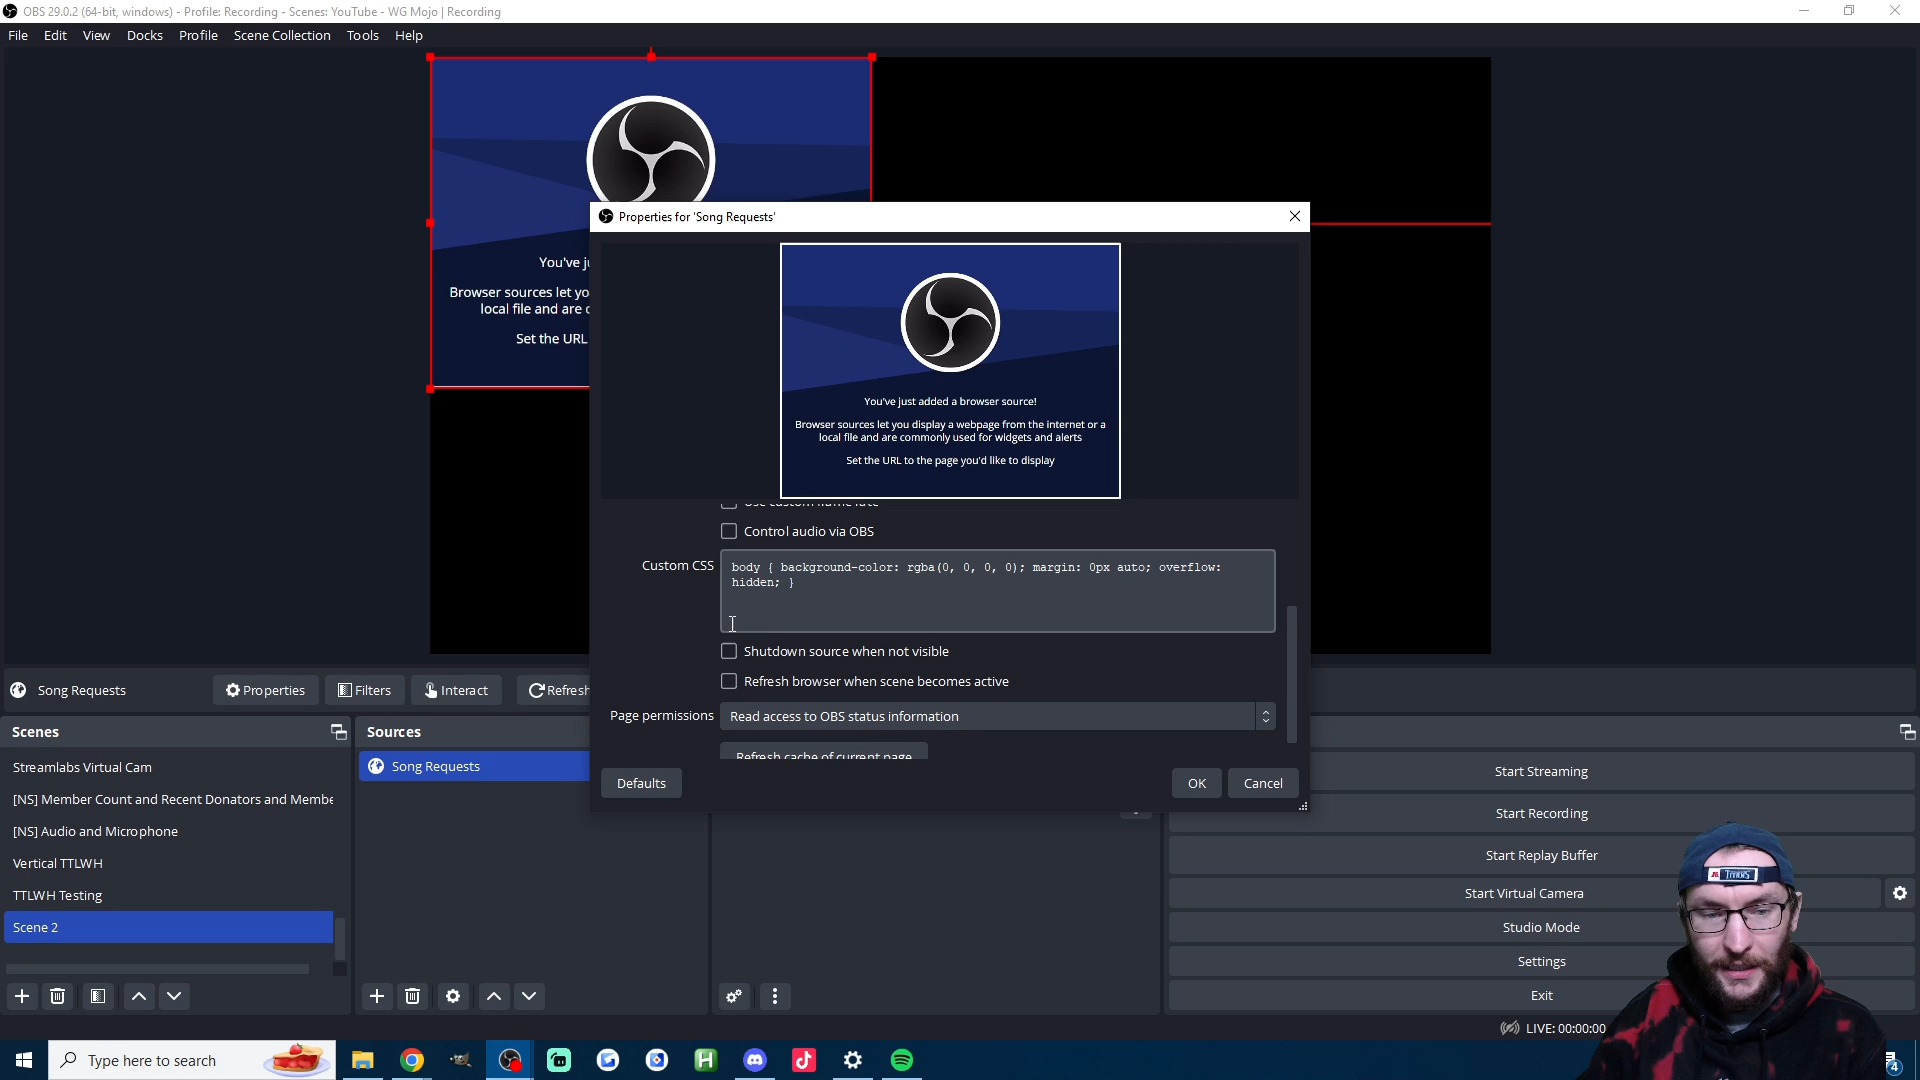 OBS 29.0.2 (64-bit, windows) - Profile: Recording - Scenes: YouTube - WG Mojo | Recording
File Edit View Docks Profile Scene Collection Tools Help
You've ju
Browser sources let yo
local file and are c
Set the URL
Properties for 'Song Requests'
You've just added a browser source!
Browser sources let you display a webpage from the internet or a
local file and are commonly used for widgets and alerts
Set the URL to the page you'd like to display
Control audio via OBS
Custom CSS
body { background-color: rgba(0, 0, 0, 0); margin: 0px auto; overflow:
hidden; }
Shutdown source when not visible
Refresh browser when scene becomes active
Page permissions Read access to OBS status information
Refresh cache of current page
Defaults OK Cancel
Song Requests Properties Filters Interact Refresh
Scenes
Streamlabs Virtual Cam
[NS] Member Count and Recent Donators and Membe
[NS] Audio and Microphone
Vertical TTLWH
TTLWH Testing
Scene 2
Sources
Song Requests
Start Streaming
Start Recording
Start Replay Buffer
Start Virtual Camera
Studio Mode
Settings
Exit
LIVE: 00:00:00
Type here to search
4